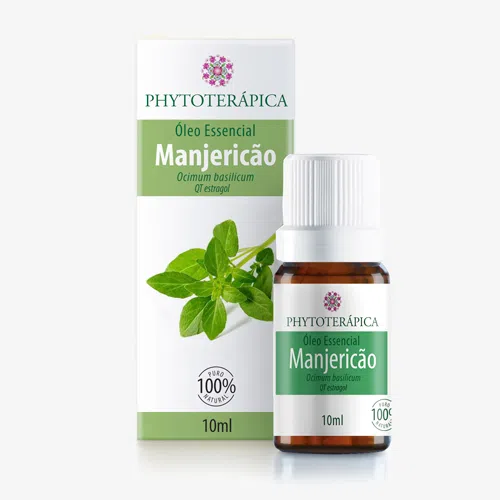 PHYTOTERÁPICA
Óleo Essencial
Manjericão
Ocimum basilicum
QT estragol
PURO
100%
NATURAL
10ml
PHYTOTERÁPICA
Óleo Essencial
Manjericão
Ocimum basilicum
QT estragol
100%
10ml